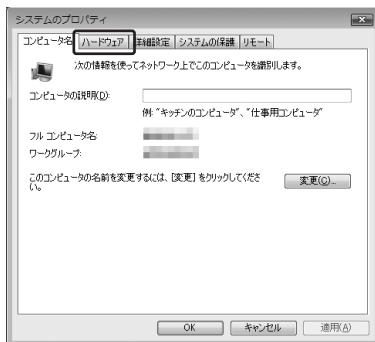 システムのプロパティ
コンピュータ名 ハードウェア 詳細設定 システムの保護 リモート
次の情報を使ってネットワーク上でこのコンピュータを識別します。
コンピュータの説明(D):
例: "キッチンのコンピュータ"、"仕事用コンピュータ"
フル コンピュータ名:
ワークグループ:
このコンピュータの名前を変更するには、[変更] をクリックしてくださ
い。
変更(C)...
OK キャンセル 適用(A)